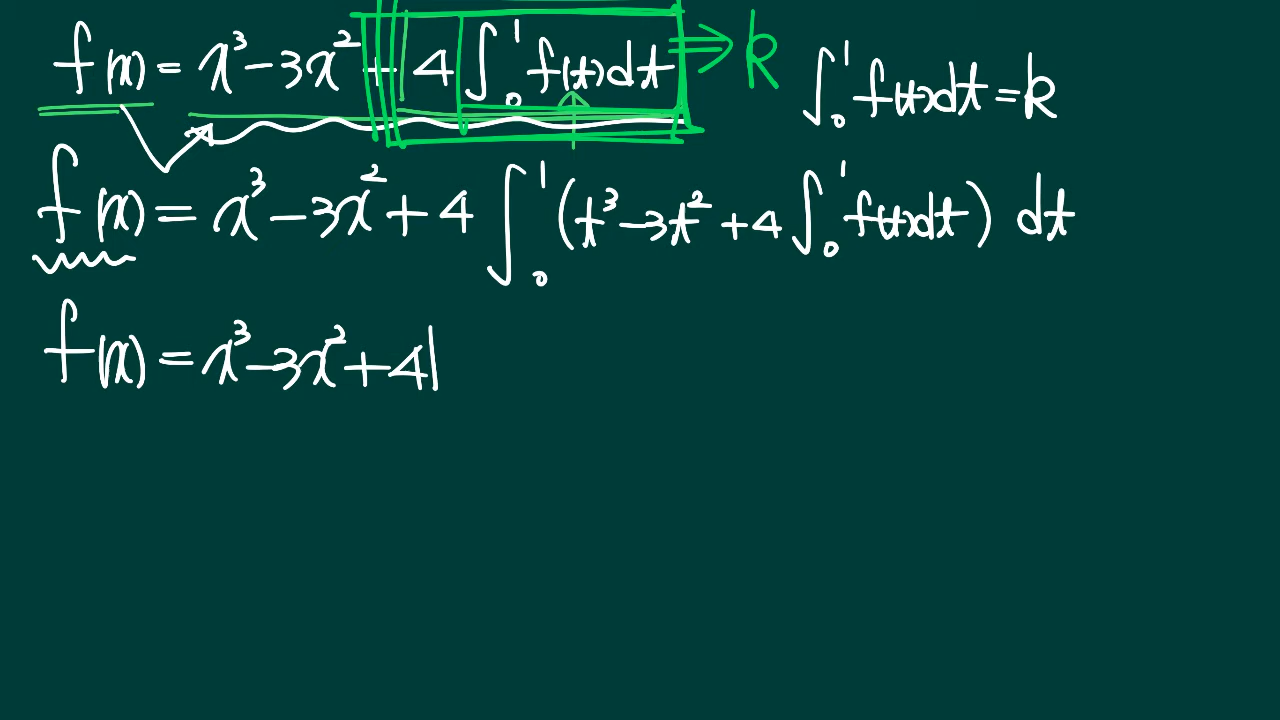 f(x) = x³ - 3x² + 4 ∫₀¹ f(t)dt ⇒ k ∫₀¹ f(t)dt = k
f(x) = x³ - 3x² + 4 ∫₀¹ (t³ - 3t² + 4 ∫₀¹ f(t)dt) dt
f(x) = x³ - 3x² + 4